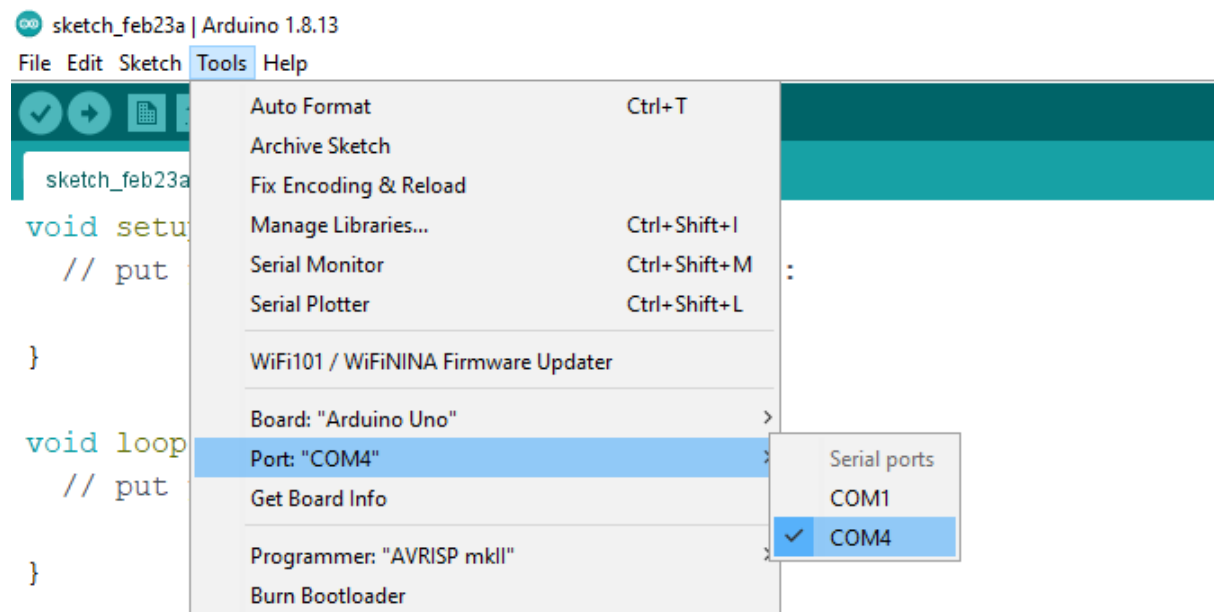 sketch_feb23a | Arduino 1.8.13
File Edit Sketch Tools Help
Auto Format Ctrl+T
Archive Sketch
sketch_feb23a
Fix Encoding & Reload
void setu
Manage Libraries... Ctrl+Shift+I
// put :
Serial Monitor Ctrl+Shift+M
Serial Plotter Ctrl+Shift+L
}
WiFi101 / WiFiNINA Firmware Updater
Board: "Arduino Uno"
void loop
Port: "COM4"
Serial ports
// put
Get Board Info
COM1
COM4
Programmer: "AVRISP mkII"
}
Burn Bootloader